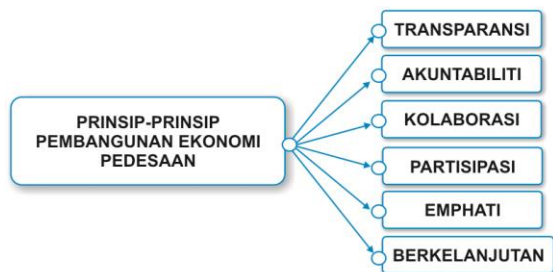 PRINSIP-PRINSIP
PEMBANGUNAN EKONOMI
PEDESAAN
TRANSPARANSI
AKUNTABILITI
KOLABORASI
PARTISIPASI
EMPHATI
BERKELANJUTAN